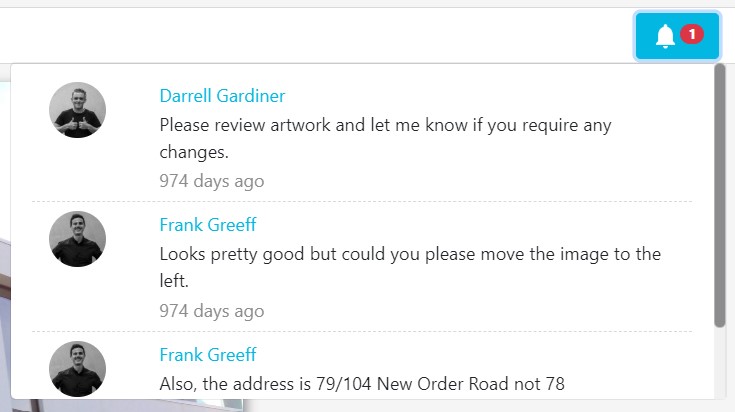 1
Darrell Gardiner
Please review artwork and let me know if you require any
changes.
974 days ago
Frank Greeff
Looks pretty good but could you please move the image to the
left.
974 days ago
Frank Greeff
Also, the address is 79/104 New Order Road not 78